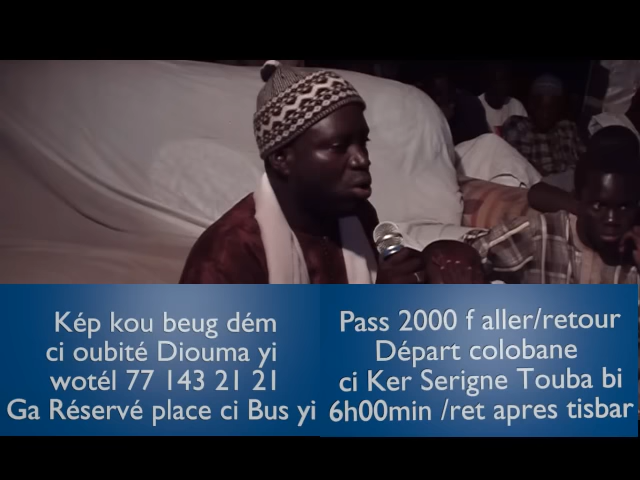 Kép kou beug dém
ci oubité Diouma yi
wotél 77 143 21 21
Ga Réservé place ci Bus yi
Pass 2000 f aller/retour
Départ colobane
ci Ker Serigne Touba bi
6h00min /ret apres tisbar